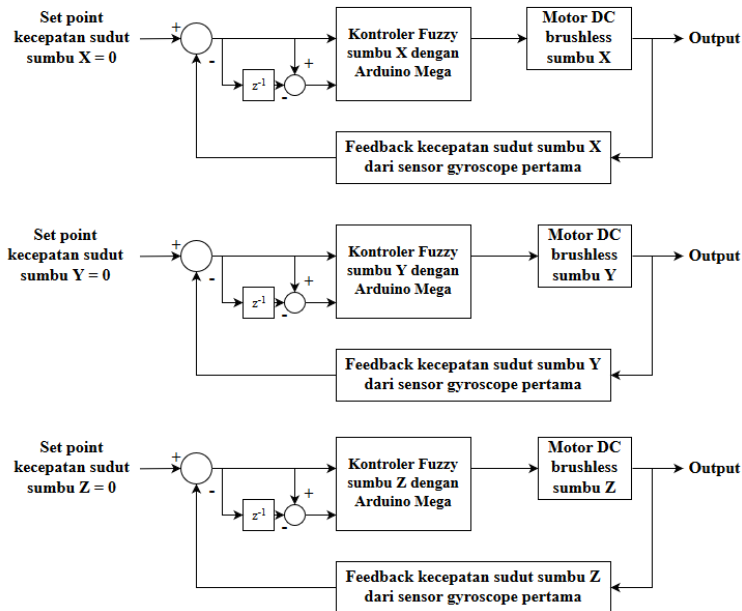 Set point
kecepatan sudut
sumbu X = 0
+
-
z-1
+
-
Kontroler Fuzzy
sumbu X dengan
Arduino Mega
Motor DC
brushless
sumbu X
Output
Feedback kecepatan sudut sumbu X
dari sensor gyroscope pertama
Set point
kecepatan sudut
sumbu Y = 0
+
-
z-1
+
-
Kontroler Fuzzy
sumbu Y dengan
Arduino Mega
Motor DC
brushless
sumbu Y
Output
Feedback kecepatan sudut sumbu Y
dari sensor gyroscope pertama
Set point
kecepatan sudut
sumbu Z = 0
+
-
z-1
+
-
Kontroler Fuzzy
sumbu Z dengan
Arduino Mega
Motor DC
brushless
sumbu Z
Output
Feedback kecepatan sudut sumbu Z
dari sensor gyroscope pertama